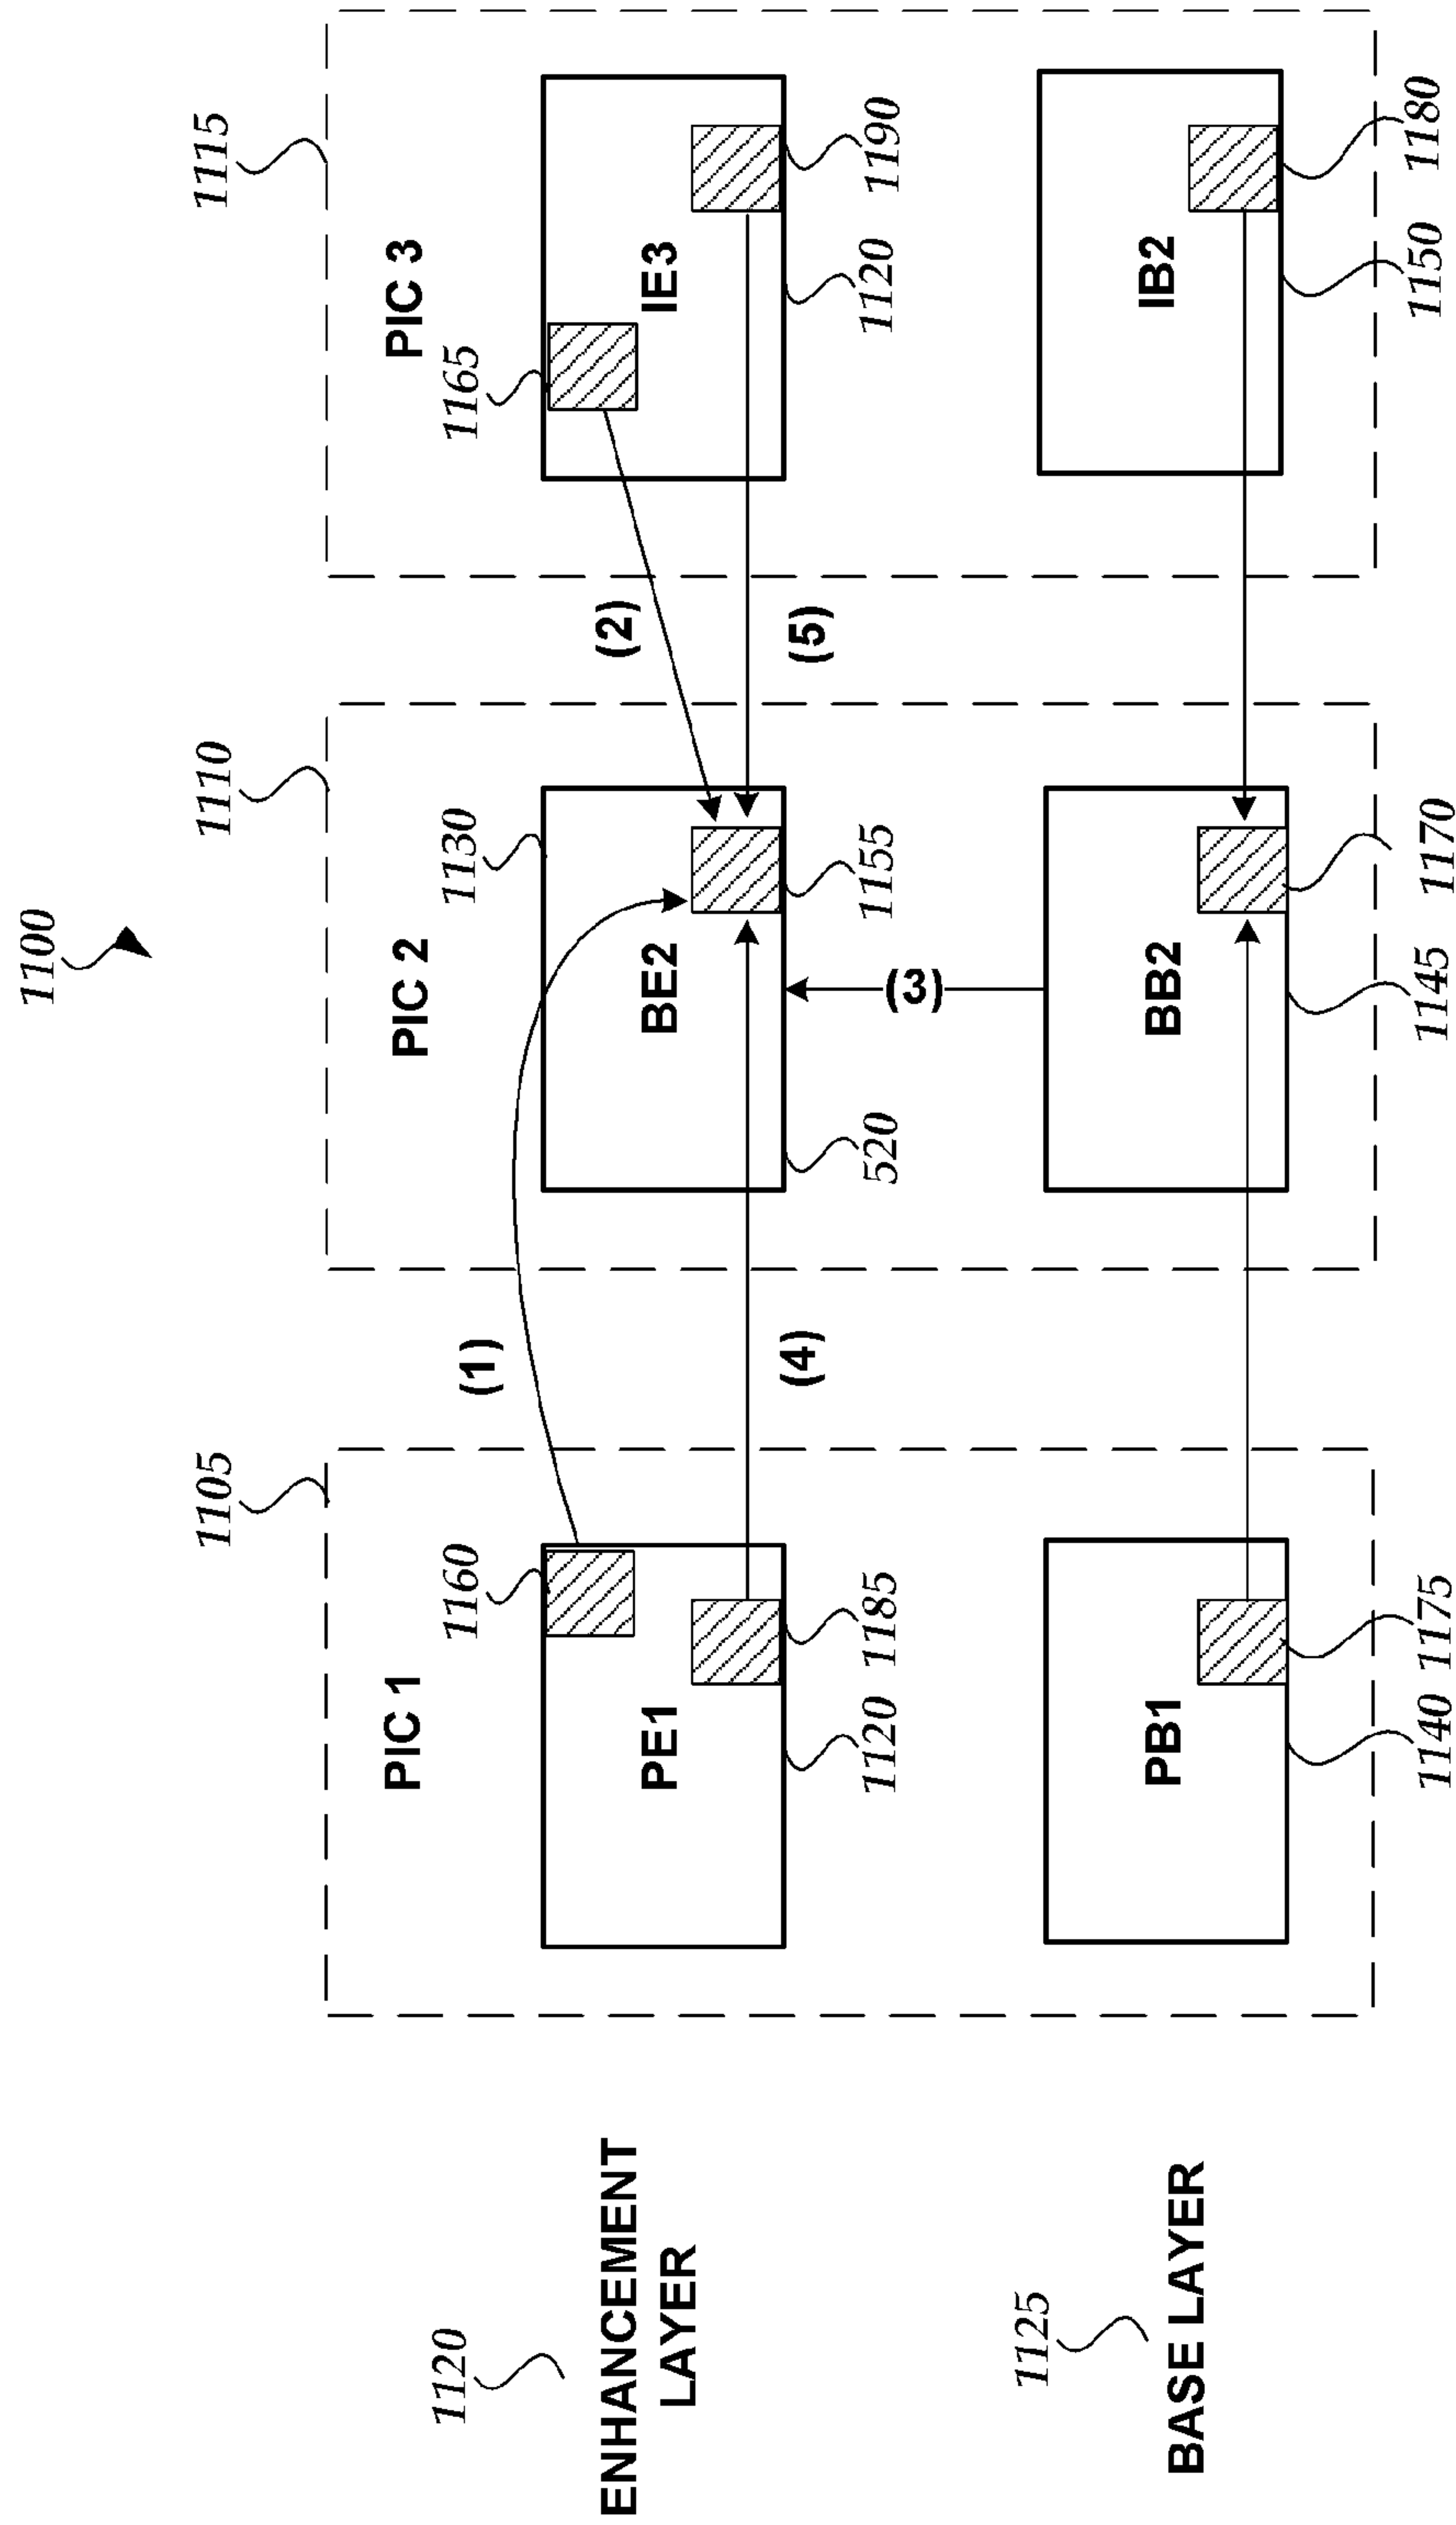 1100
1105
1110
1115
PIC 1
PIC 2
PIC 3
1120
ENHANCEMENT
LAYER
1160
1130
1165
(1)
(2)
PE1
BE2
IE3
1120
1185
(4)
520
1155
(5)
1120
1190
(3)
1125
BASE LAYER
PB1
BB2
IB2
1140
1175
1145
1170
1150
1180